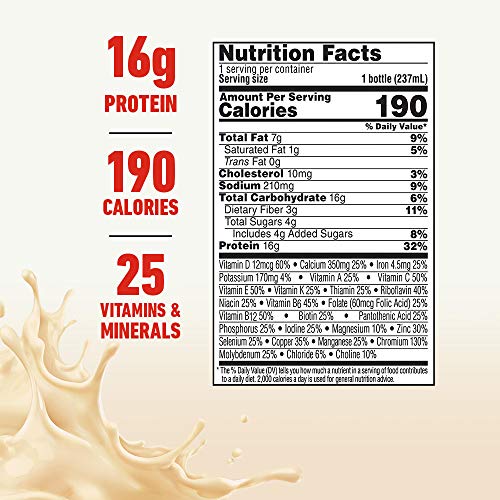 16g
PROTEIN
190
CALORIES
25
VITAMINS &
MINERALS
Nutrition Facts
1 serving per container
Serving size 1 bottle (237mL)
Amount Per Serving
Calories 190
% Daily Value*
Total Fat 7g 9%
Saturated Fat 1g 5%
Trans Fat 0g
Cholesterol 10mg 3%
Sodium 210mg 9%
Total Carbohydrate 16g 6%
Dietary Fiber 3g 11%
Total Sugars 4g
Includes 4g Added Sugars 8%
Protein 16g 32%
Vitamin D 12mcg 60% • Calcium 350mg 25% • Iron 4.5mg 25%
Potassium 170mg 4% • Vitamin A 25% • Vitamin C 50%
Vitamin E 50% • Vitamin K 25% • Thiamin 25% • Riboflavin 40%
Niacin 25% • Vitamin B6 45% • Folate (60mcg Folic Acid) 25%
Vitamin B12 50% • Biotin 25% • Pantothenic Acid 25%
Phosphorus 25% • Iodine 25% • Magnesium 10% • Zinc 30%
Selenium 25% • Copper 35% • Manganese 25% • Chromium 130%
Molybdenum 25% • Chloride 6% • Choline 10%
* The % Daily Value (DV) tells you how much a nutrient in a serving of food contributes
to a daily diet. 2,000 calories a day is used for general nutrition advice.